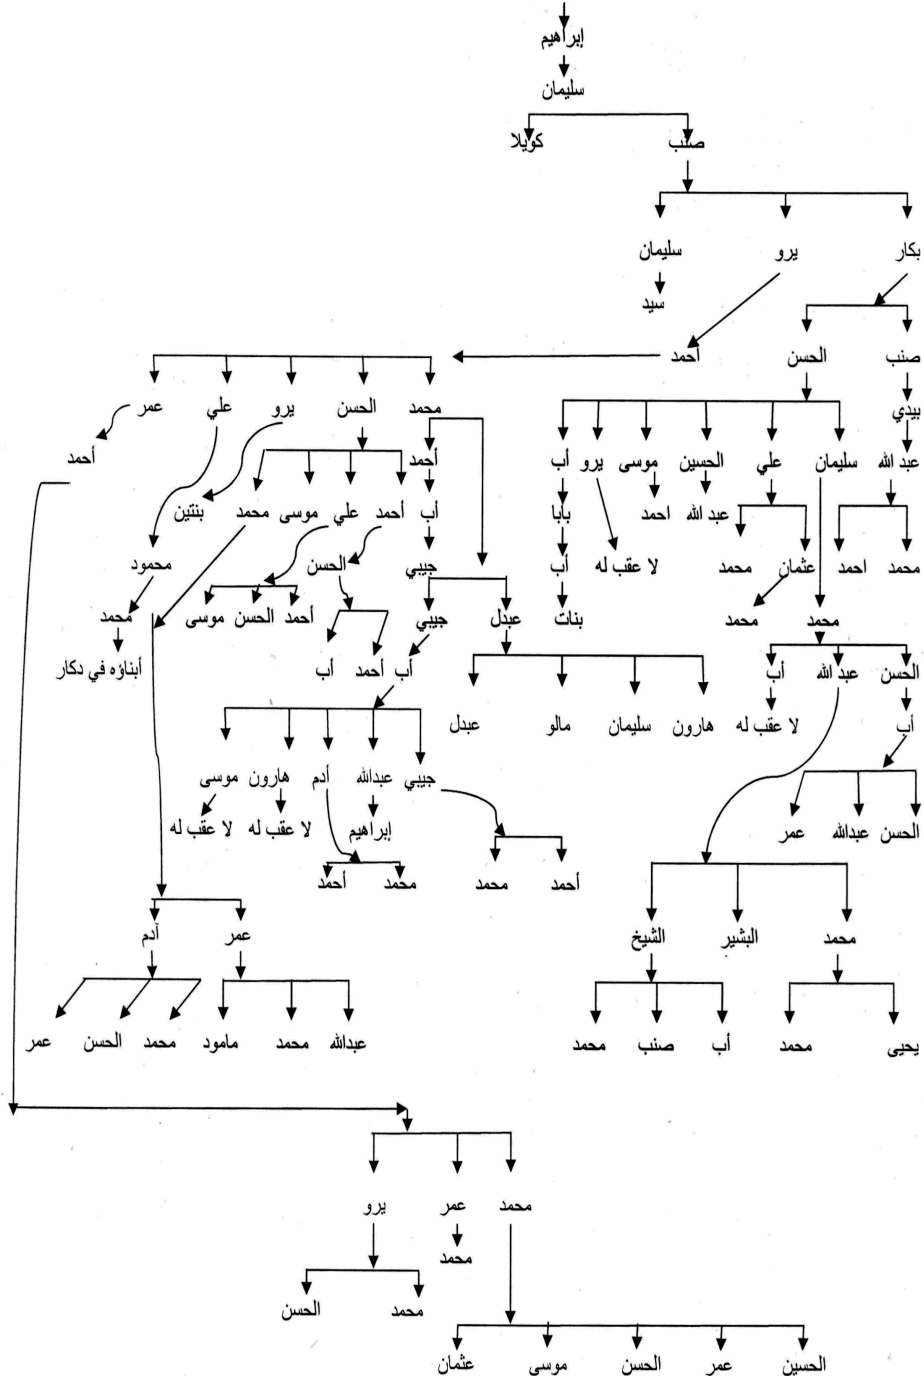 إبراهيم
سليمان
صنب كويلا
بكار يرو سليمان
سيد
صنب الحسن أحمد
محمد الحسن يرو علي عمر
بيدي
عبد الله سليمان علي الحسين موسى يرو أب أحمد أحمد
احمد عبد الله بابا أب أحمد علي موسى محمد بنتين
محمد احمد عثمان محمد لا عقب له أب جيبي الحسن محمود
محمد محمد بنات عبدل جيبي أحمد الحسن موسى محمد
الحسن عبد الله أب أب أحمد أب أبناؤه في دكار
أب لا عقب له هارون سليمان مالو عبدل
جيبي عبدالله أدم هارون موسى
الحسن عبدالله عمر إبراهيم لا عقب له لا عقب له
أحمد محمد محمد أحمد
محمد البشير الشيخ عمر أدم
يحيى محمد أب صنب محمد عبدالله محمد مامود محمد الحسن عمر
محمد عمر يرو
محمد
محمد الحسن
الحسين عمر الحسن موسى عثمان